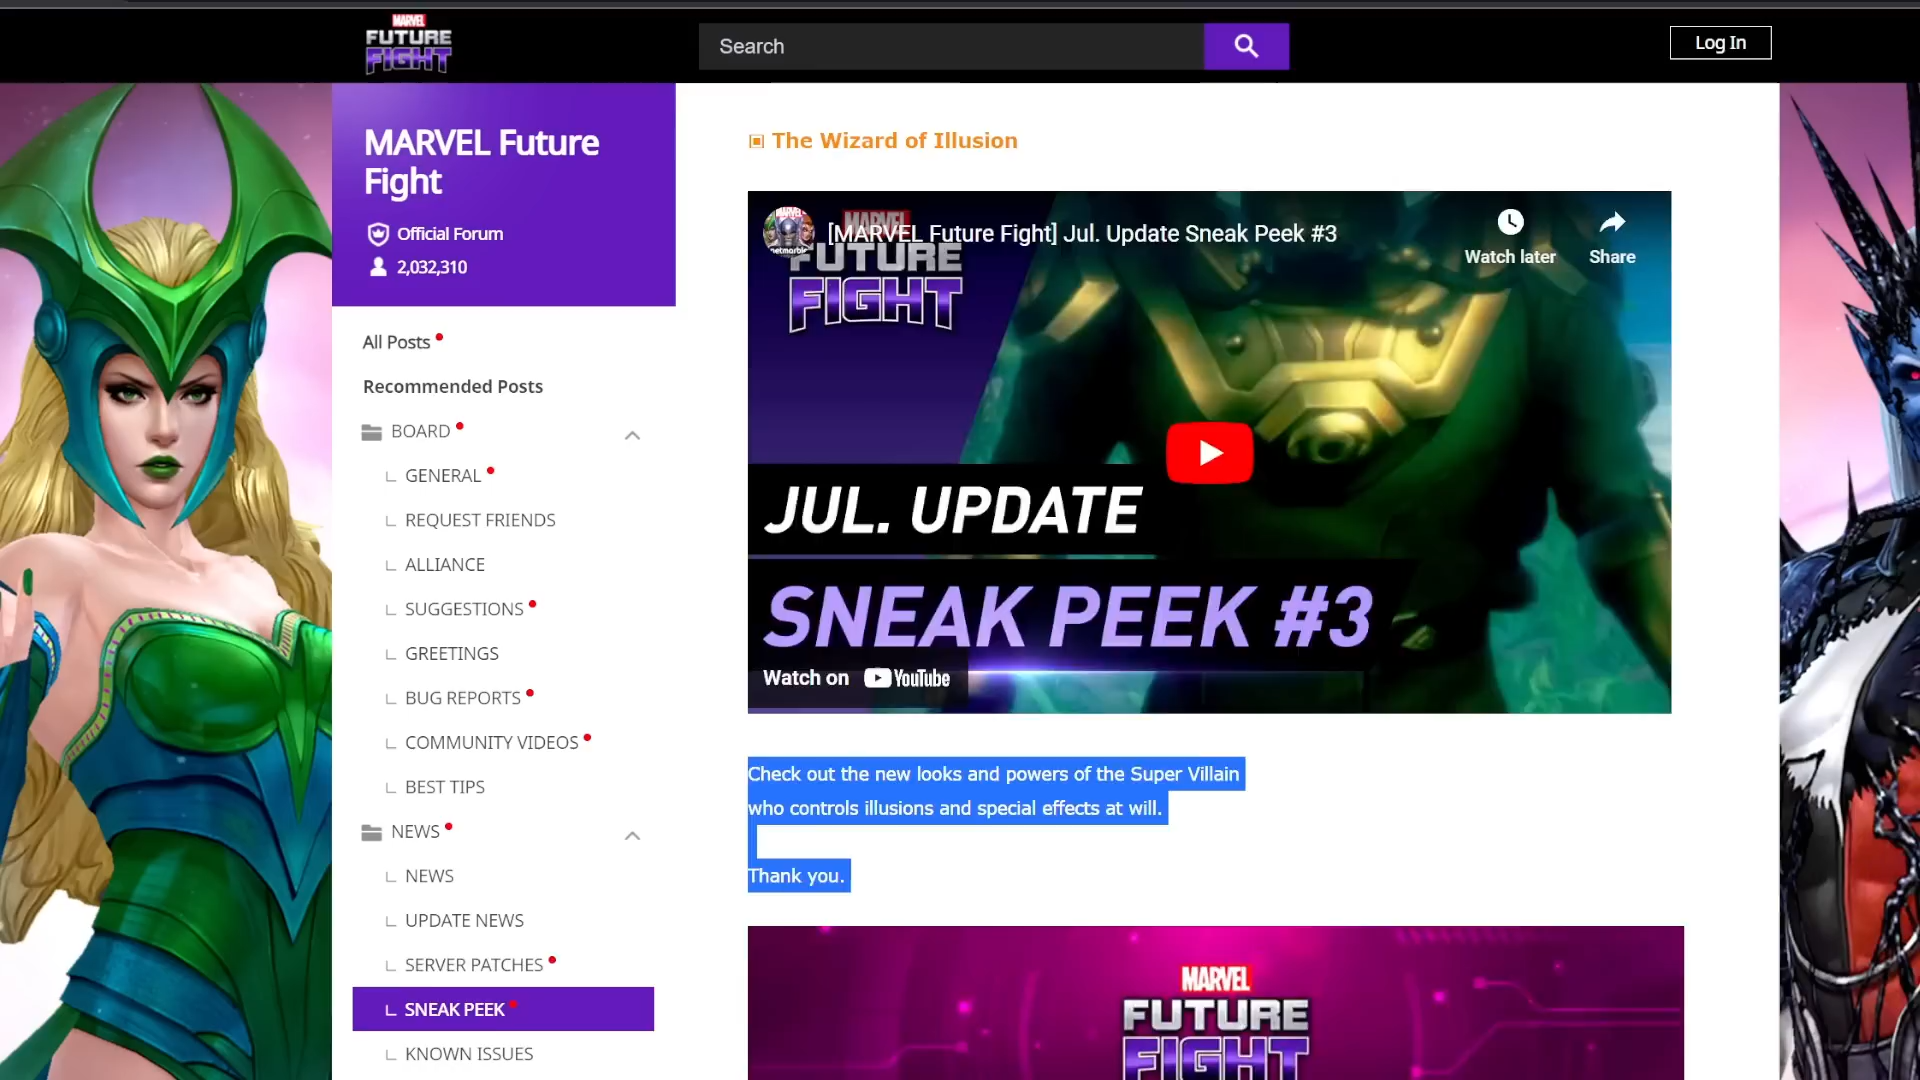 MARVEL
FUTURE
FIGHT
Search
Log In
MARVEL Future
Fight
Official Forum
2,032,310
All Posts
Recommended Posts
BOARD
GENERAL
REQUEST FRIENDS
ALLIANCE
SUGGESTIONS
GREETINGS
BUG REPORTS
COMMUNITY VIDEOS
BEST TIPS
NEWS
NEWS
UPDATE NEWS
SERVER PATCHES
SNEAK PEEK
KNOWN ISSUES
The Wizard of Illusion
MARVEL
netmarble
[MARVEL Future Fight] Jul. Update Sneak Peek #3
Watch later
Share
MARVEL
FUTURE
FIGHT
JUL. UPDATE
SNEAK PEEK #3
Watch on YouTube
Check out the new looks and powers of the Super Villain
who controls illusions and special effects at will.
Thank you.
MARVEL
FUTURE
FIGHT